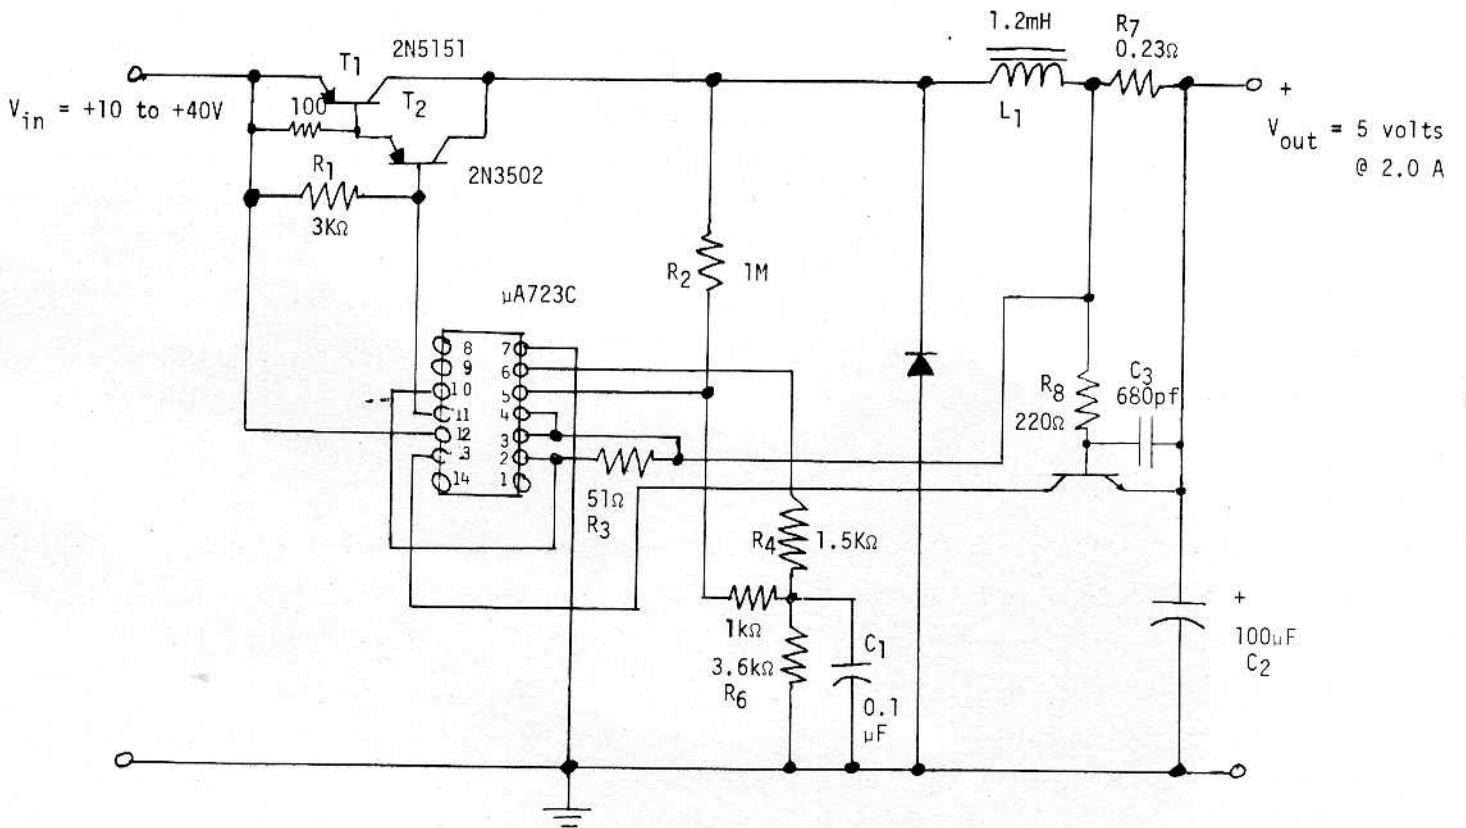 1.2mH
R7
0.23Ω
2N5151
T1
T2
100
Vin = +10 to +40V
L1
+
Vout = 5 volts
@ 2.0 A
2N3502
R1
3KΩ
R2
1M
μA723C
8 7
9 6
10 5
11 4
12 3
13 2
14 1
R8
220Ω
C3
680pf
51Ω
R3
R4
1.5KΩ
1kΩ
3.6kΩ
R6
C1
0.1
μF
+
100μF
C2